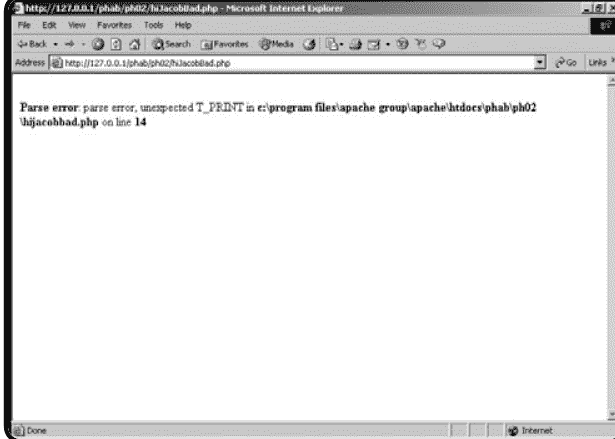 http://127.0.0.1/phab/ph02/hiJacobBad.php - Microsoft Internet Explorer
File Edit View Favorites Tools Help
Back Search Favorites Media
Address http://127.0.0.1/phab/ph02/hiJacobBad.php Go Links »
Parse error: parse error, unexpected T_PRINT in c:\program files\apache group\apache\htdocs\phab\ph02
\hijacobbad.php on line 14
Done Internet